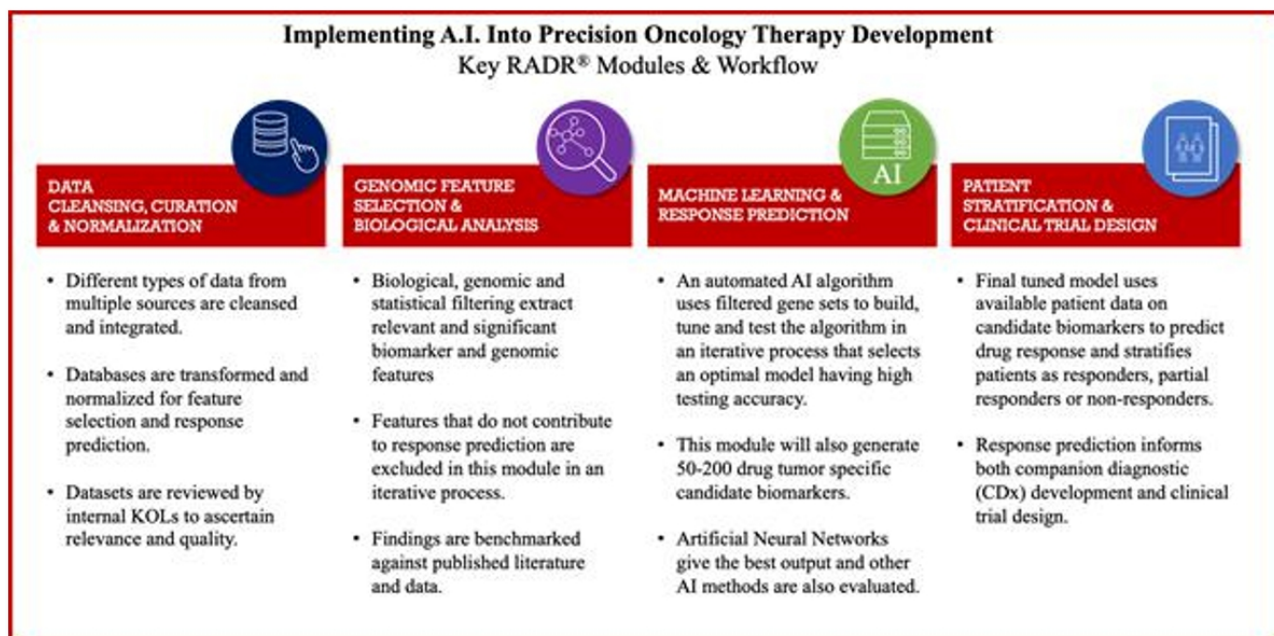 Implementing A.I. Into Precision Oncology Therapy Development
Key RADR® Modules & Workflow
DATA
CLEANSING, CURATION
& NORMALIZATION
• Different types of data from
multiple sources are cleansed
and integrated.
• Databases are transformed and
normalized for feature
selection and response
prediction.
• Datasets are reviewed by
internal KOLs to ascertain
relevance and quality.
GENOMIC FEATURE
SELECTION &
BIOLOGICAL ANALYSIS
• Biological, genomic and
statistical filtering extract
relevant and significant
biomarker and genomic
features
• Features that do not contribute
to response prediction are
excluded in this module in an
iterative process.
• Findings are benchmarked
against published literature
and data.
AI
MACHINE LEARNING &
RESPONSE PREDICTION
• An automated AI algorithm
uses filtered gene sets to build,
tune and test the algorithm in
an iterative process that selects
an optimal model having high
testing accuracy.
• This module will also generate
50-200 drug tumor specific
candidate biomarkers.
• Artificial Neural Networks
give the best output and other
AI methods are also evaluated.
PATIENT
STRATIFICATION &
CLINICAL TRIAL DESIGN
• Final tuned model uses
available patient data on
candidate biomarkers to predict
drug response and stratifies
patients as responders, partial
responders or non-responders.
• Response prediction informs
both companion diagnostic
(CDx) development and clinical
trial design.